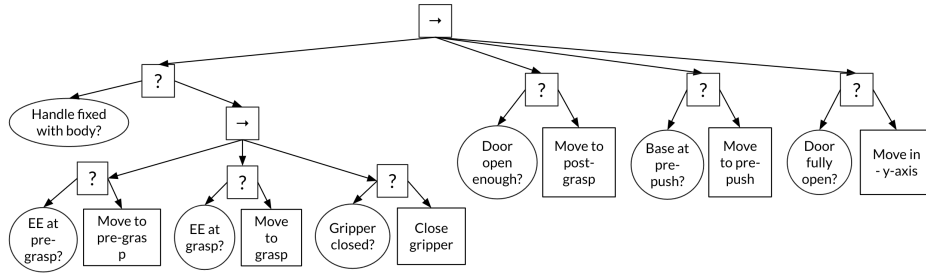 →
?
Handle fixed
with body?
→
?
EE at
pre-
grasp?
Move to
pre-gras
p
?
EE at
grasp?
Move
to
grasp
?
Gripper
closed?
Close
gripper
?
Door
open
enough?
Move to
post-
grasp
?
Base at
pre-
push?
Move
to pre-
push
?
Door
fully
open?
Move in
- y-axis